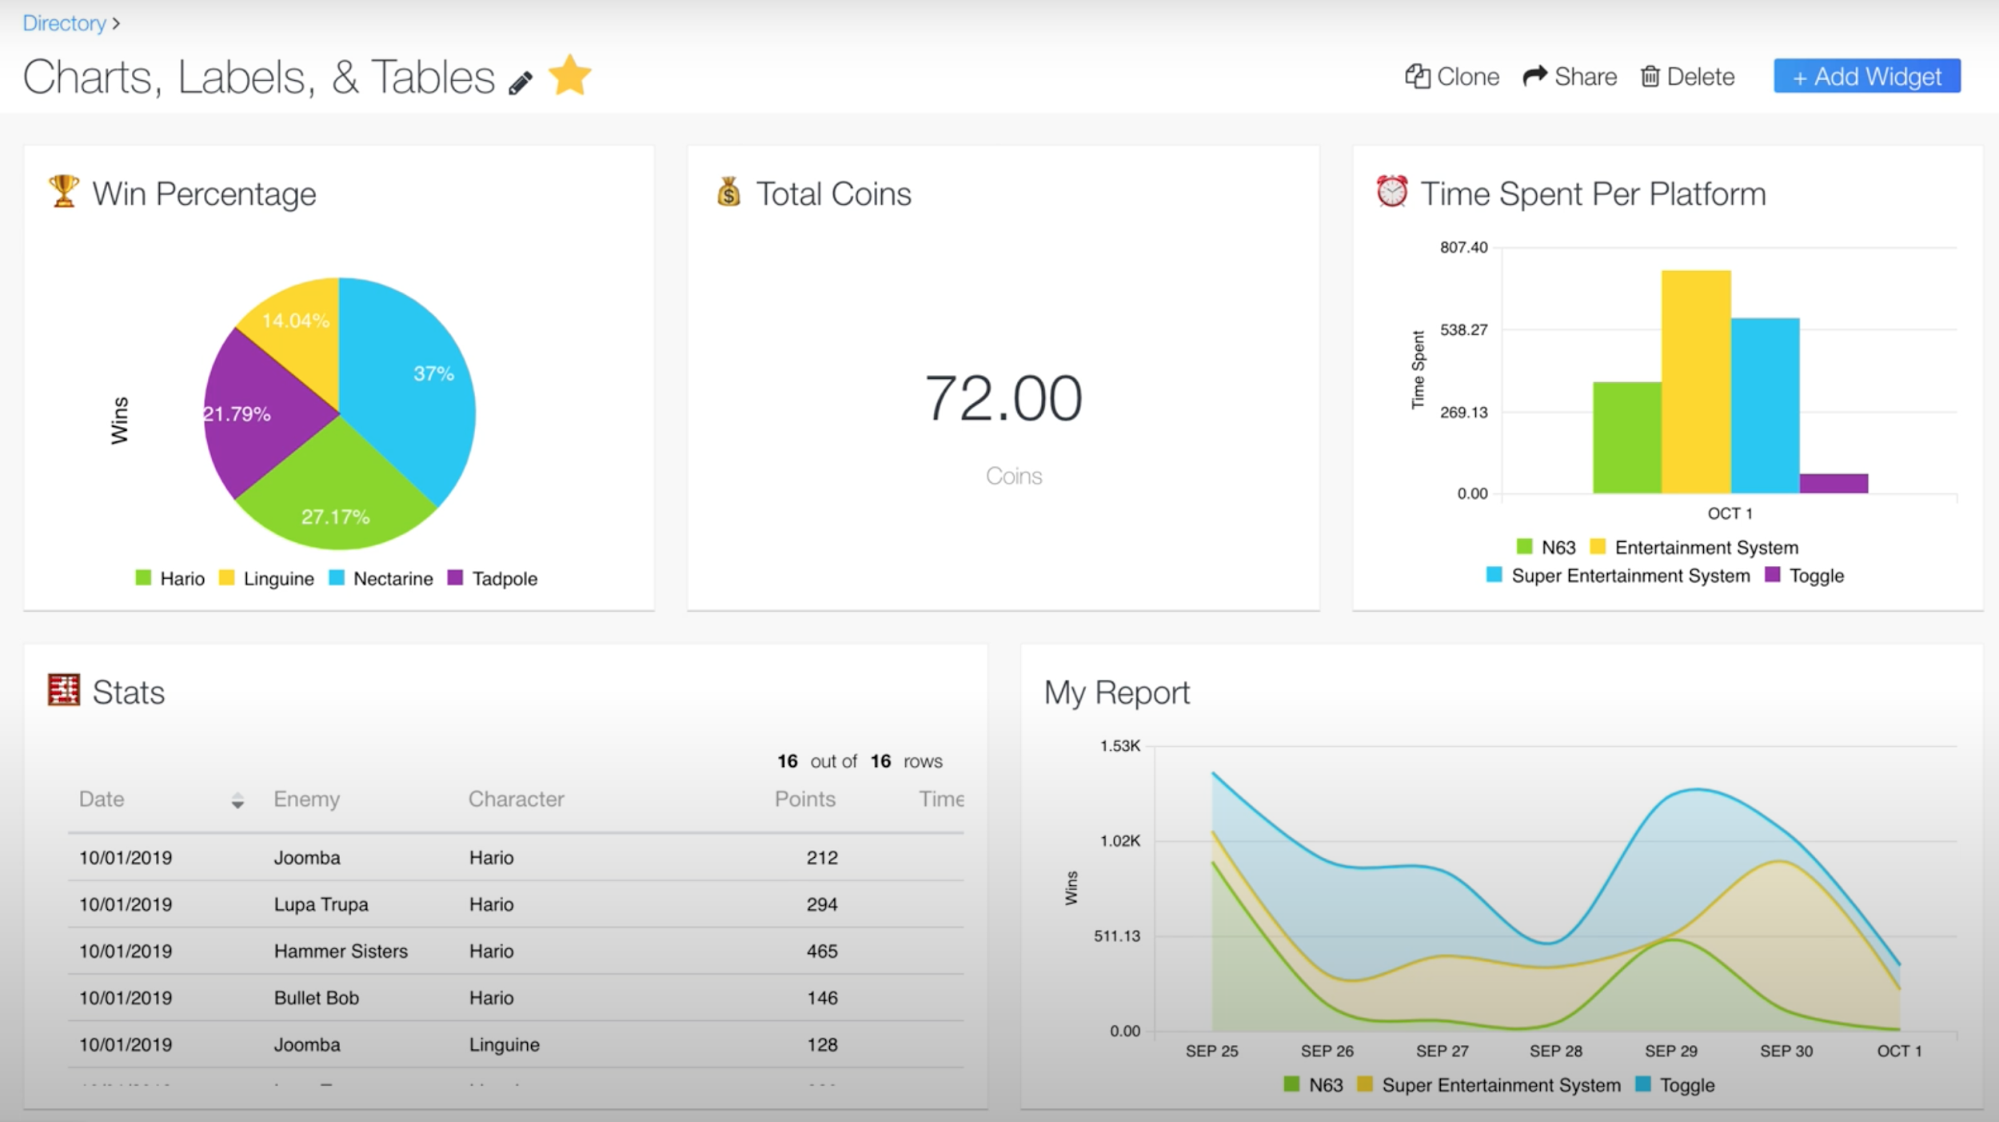 Directory >
Charts, Labels, & Tables
Clone Share Delete + Add Widget
Win Percentage
14.04%
37%
21.79%
27.17%
Wins
Hario Linguine Nectarine Tadpole
$ Total Coins
72.00
Coins
Time Spent Per Platform
807.40
538.27
269.13
0.00
Time Spent
OCT 1
N63 Entertainment System
Super Entertainment System Toggle
Stats
16 out of 16 rows
Date Enemy Character Points Time
10/01/2019 Joomba Hario 212
10/01/2019 Lupa Trupa Hario 294
10/01/2019 Hammer Sisters Hario 465
10/01/2019 Bullet Bob Hario 146
10/01/2019 Joomba Linguine 128
My Report
1.53K
1.02K
511.13
0.00
Wins
SEP 25 SEP 26 SEP 27 SEP 28 SEP 29 SEP 30 OCT 1
N63 Super Entertainment System Toggle